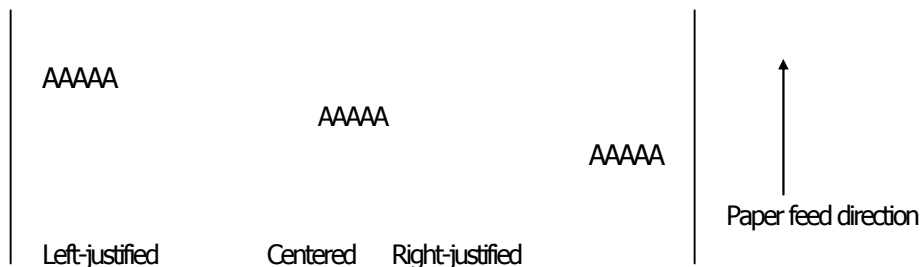 AAAAA
AAAAA
AAAAA
Paper feed direction
Left-justified Centered Right-justified